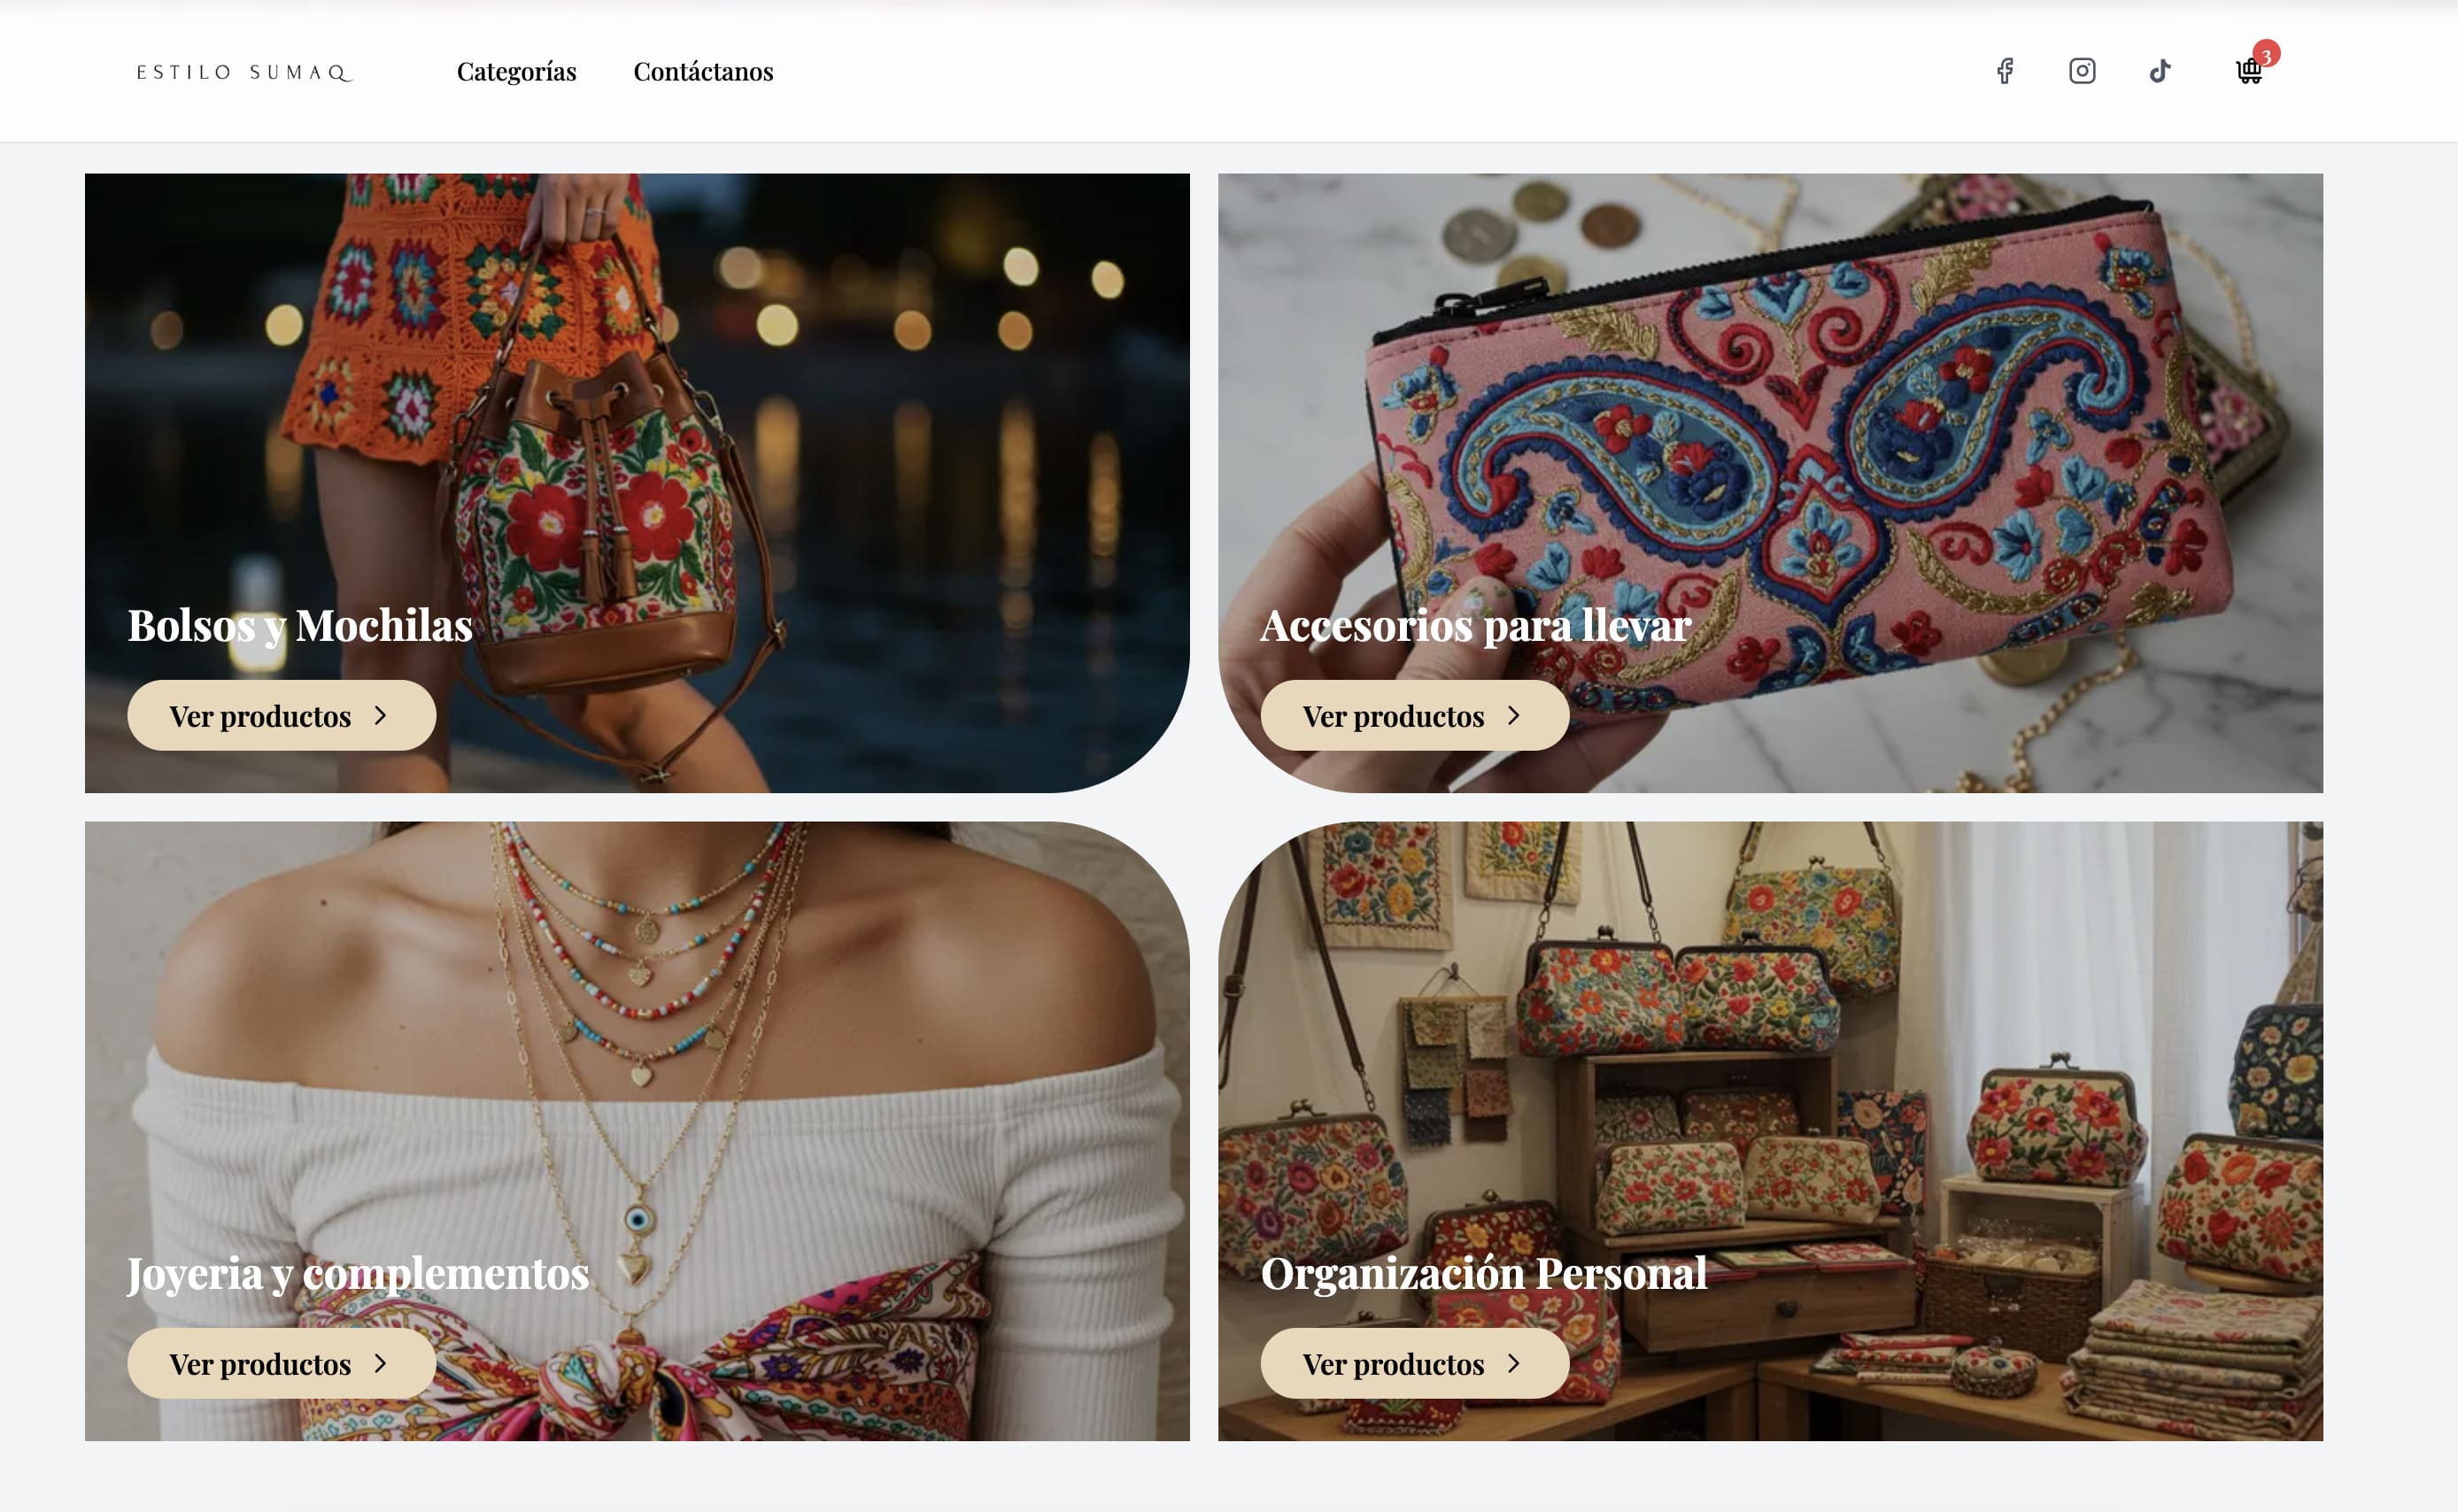 ESTILO SUMAQ
Categorías
Contáctanos
3
Bolsos y Mochilas
Ver productos
Accesorios para llevar
Ver productos
Joyeria y complementos
Ver productos
Organización Personal
Ver productos